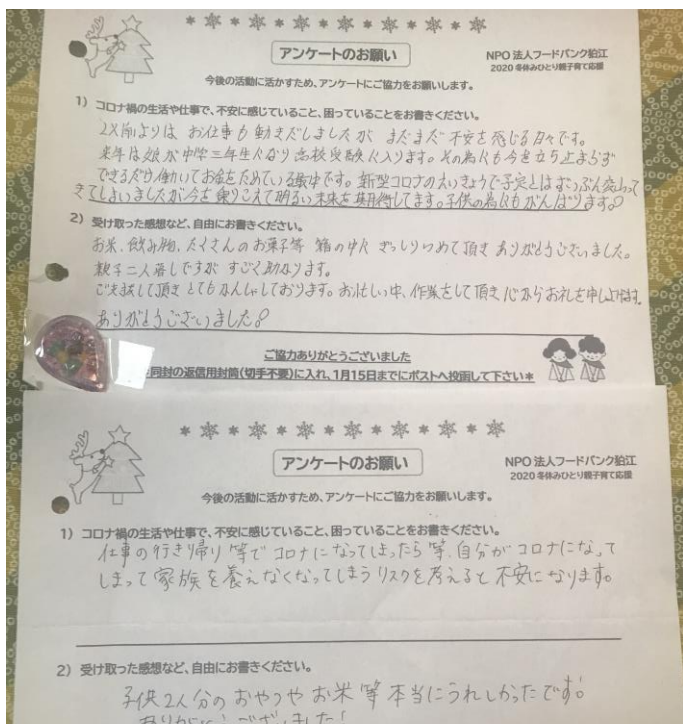 アンケートのお願い
NPO法人フードバンク狛江
2020 冬休みひとり親子育て応援
今後の活動に活かすため、アンケートにご協力をお願いします。
1) コロナ禍の生活や仕事で、不安に感じていること、困っていることをお書きください。
以前よりは お仕事も動きだしましたが まだまだ不安を感じる日々です。
来年は娘が中学三年生になり高校受験に入ります。その為にも今を立ち止まらず
できるだけ働いてお金をためている最中です。新型コロナのえいきょうで予定とはずいぶん変わって
きてしまいましたが今を乗りこえて明るい未来を期待してます。子供の為にもがんばります。
2) 受け取った感想など、自由にお書きください。
お米、飲み物、たくさんのお菓子等 箱の中に ぎっしりつめて頂き ありがとうございました。
親子二人暮しですが すごく助かります。
ご支援して頂き とてもかんしゃしております。お忙しい中、作業をして頂き 心からお礼を申し上げます。
ありがとうございました
ご協力ありがとうございました
同封の返信用封筒(切手不要)に入れ、1月15日までにポストへ投函して下さい＊
アンケートのお願い
NPO法人フードバンク狛江
2020 冬休みひとり親子育て応援
今後の活動に活かすため、アンケートにご協力をお願いします。
1) コロナ禍の生活や仕事で、不安に感じていること、困っていることをお書きください。
仕事の行き帰り等でコロナになってしまったら等、自分がコロナになって
しまって家族を養えなくなってしまうリスクを考えると不安になります。
2) 受け取った感想など、自由にお書きください。
子供2人分のおやつやお米等本当にうれしかったです。
ありがとうございました!